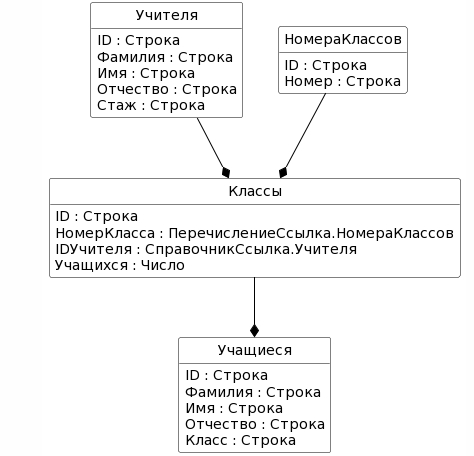 Учителя
ID : Строка
Фамилия : Строка
Имя : Строка
Отчество : Строка
Стаж : Строка
НомераКлассов
ID : Строка
Номер : Строка
Классы
ID : Строка
НомерКласса : ПеречислениеСсылка.НомераКлассов
IDУчителя : СправочникСсылка.Учителя
Учащихся : Число
Учащиеся
ID : Строка
Фамилия : Строка
Имя : Строка
Отчество : Строка
Класс : Строка